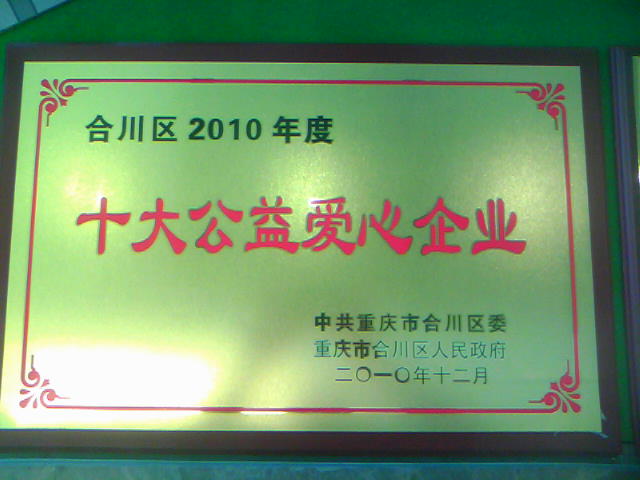 合川区 2010 年度
十大公益爱心企业
中共重庆市合川区委
重庆市合川区人民政府
二〇一〇年十二月